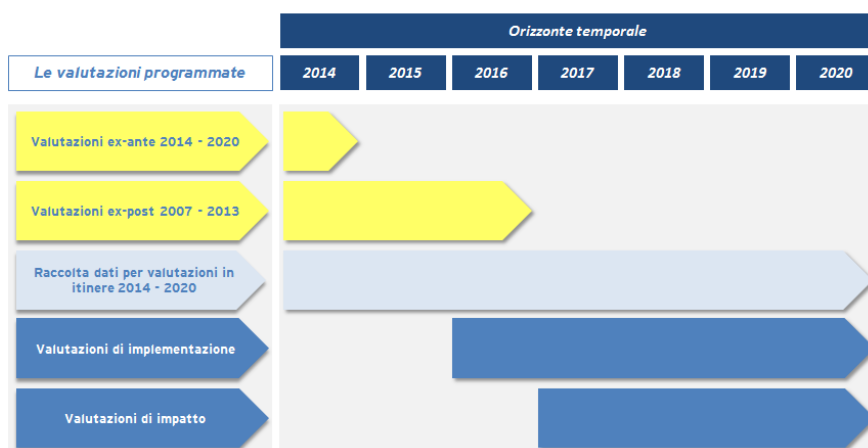 Orizzonte temporale
Le valutazioni programmate
2014
2015
2016
2017
2018
2019
2020
Valutazioni ex-ante 2014 - 2020
Valutazioni ex-post 2007 - 2013
Raccolta dati per valutazioni in
itinere 2014 - 2020
Valutazioni di implementazione
Valutazioni di impatto